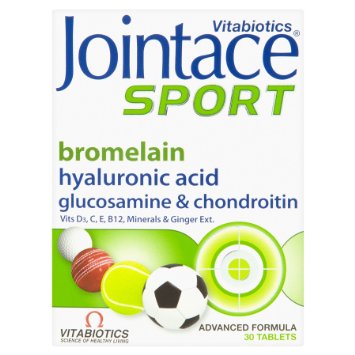 Vitabiotics
Jointace®
SPORT
bromelain
hyaluronic acid
glucosamine & chondroitin
Vits D₃, C, E, B12, Minerals & Ginger Ext.
VITABIOTICS
SCIENCE OF HEALTHY LIVING
ADVANCED FORMULA
30 TABLETS